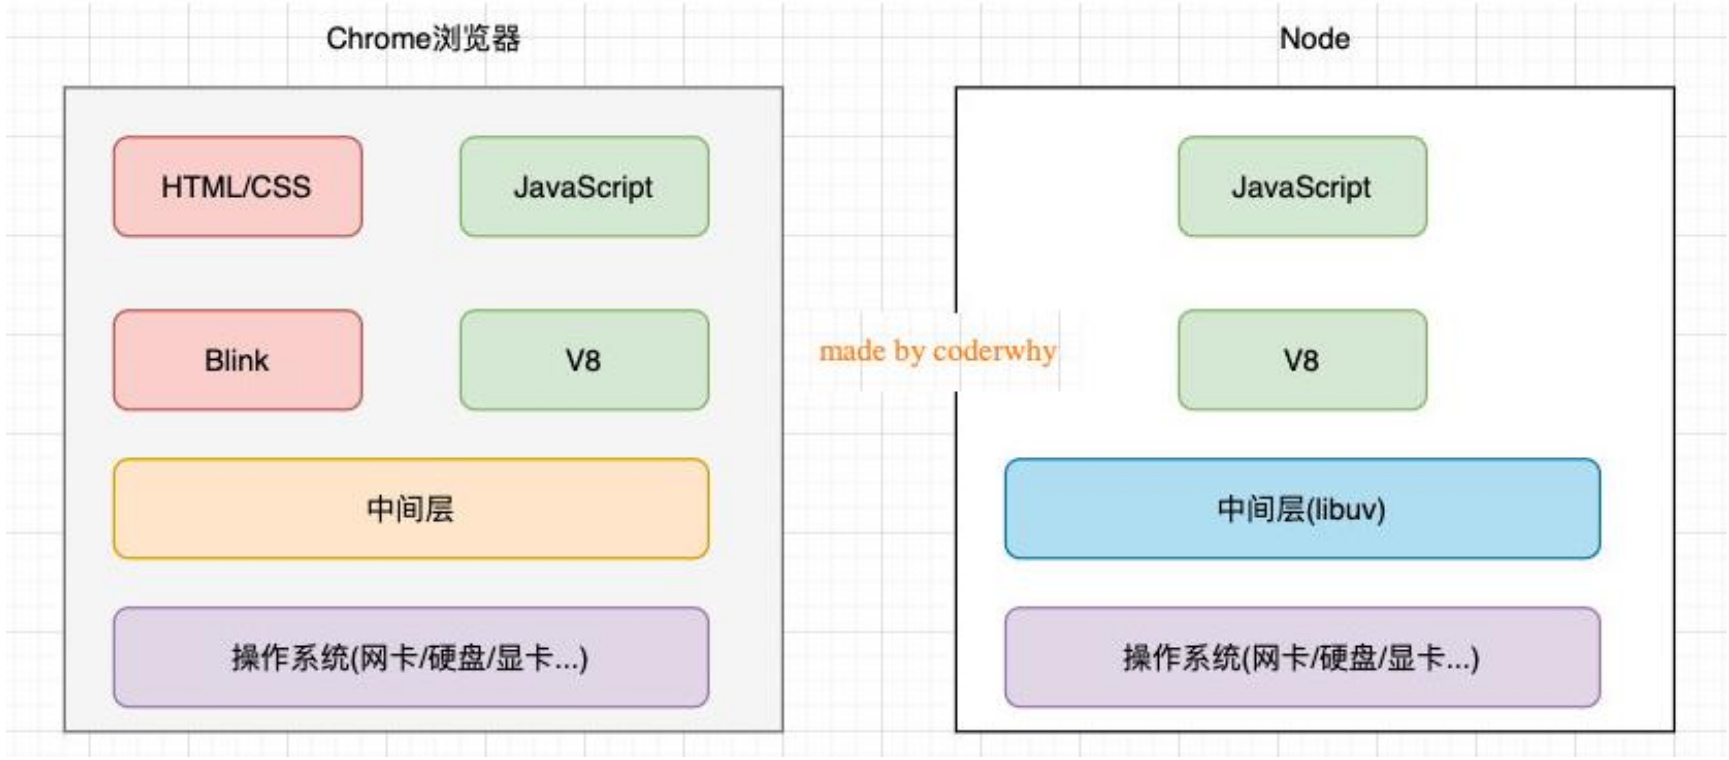 Chrome浏览器
Node
HTML/CSS
JavaScript
JavaScript
Blink
V8
made by coderwhy
V8
中间层
中间层(libuv)
操作系统(网卡/硬盘/显卡...)
操作系统(网卡/硬盘/显卡...)